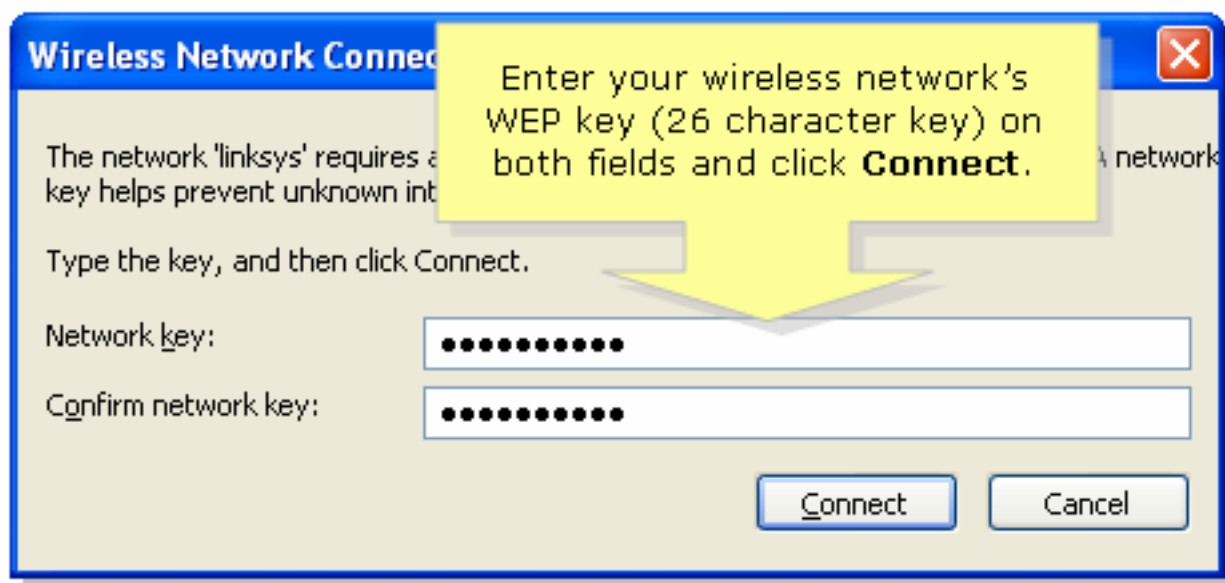 Wireless Network Connec
Enter your wireless network's
WEP key (26 character key) on
both fields and click Connect.
The network 'linksys' requires a
network
key helps prevent unknown int
Type the key, and then click Connect.
Network key:
●●●●●●●●●●
Confirm network key:
●●●●●●●●●●
Connect
Cancel